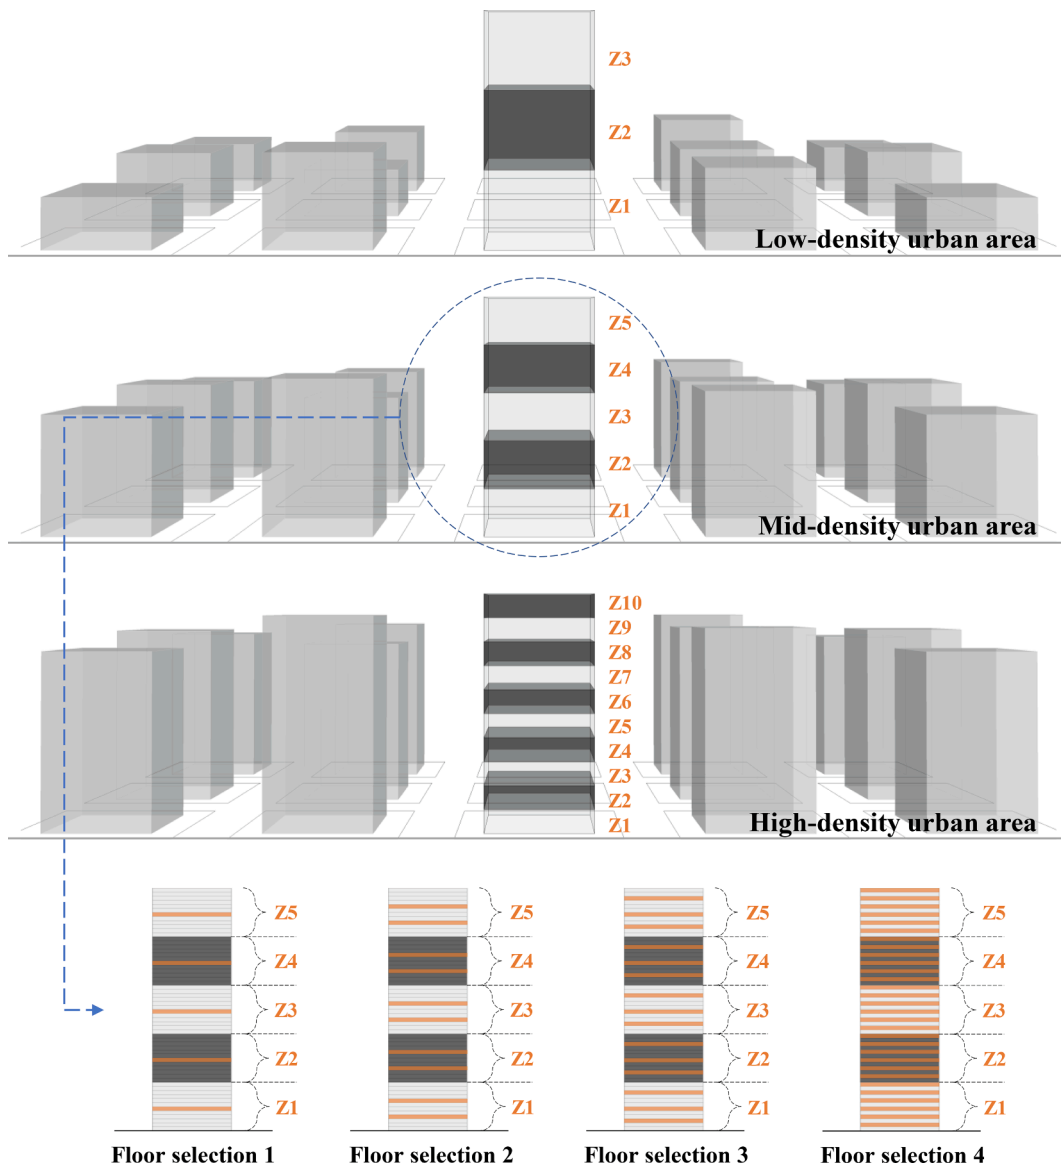 Z3
Z2
Z1
Low-density urban area
Z5
Z4
Z3
Z2
Z1
Mid-density urban area
Z10
Z9
Z8
Z7
Z6
Z5
Z4
Z3
Z2
Z1
High-density urban area
Z5 Z5 Z5 Z5
Z4 Z4 Z4 Z4
Z3 Z3 Z3 Z3
Z2 Z2 Z2 Z2
Z1 Z1 Z1 Z1
Floor selection 1 Floor selection 2 Floor selection 3 Floor selection 4